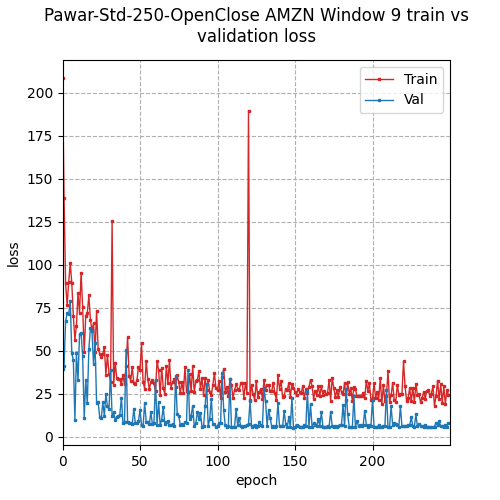 Pawar-Std-250-OpenClose AMZN Window 9 train vs
validation loss
Train
Val
loss
200
175
150
125
100
75
50
25
0
0 50 100 150 200
epoch